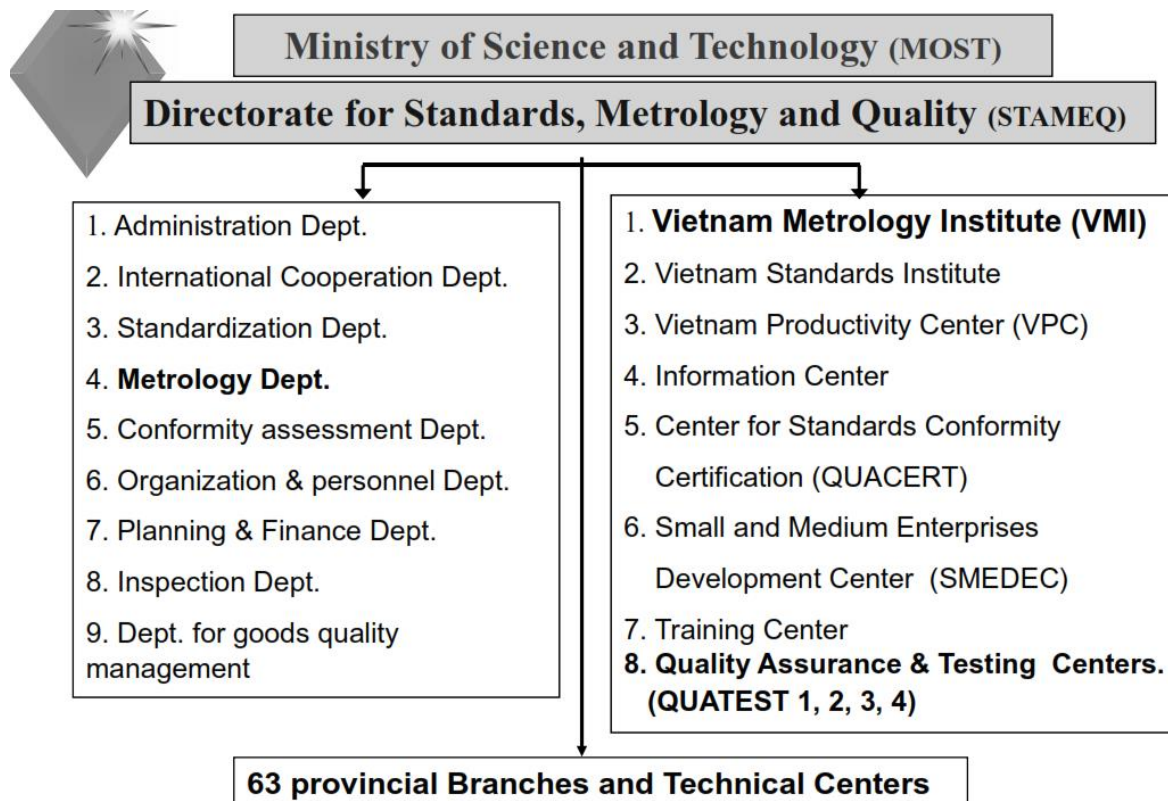 Ministry of Science and Technology (MOST)
Directorate for Standards, Metrology and Quality (STAMEQ)
1. Administration Dept.
2. International Cooperation Dept.
3. Standardization Dept.
4. Metrology Dept.
5. Conformity assessment Dept.
6. Organization & personnel Dept.
7. Planning & Finance Dept.
8. Inspection Dept.
9. Dept. for goods quality
management
1. Vietnam Metrology Institute (VMI)
2. Vietnam Standards Institute
3. Vietnam Productivity Center (VPC)
4. Information Center
5. Center for Standards Conformity
Certification (QUACERT)
6. Small and Medium Enterprises
Development Center (SMEDEC)
7. Training Center
8. Quality Assurance & Testing Centers.
(QUATEST 1, 2, 3, 4)
63 provincial Branches and Technical Centers